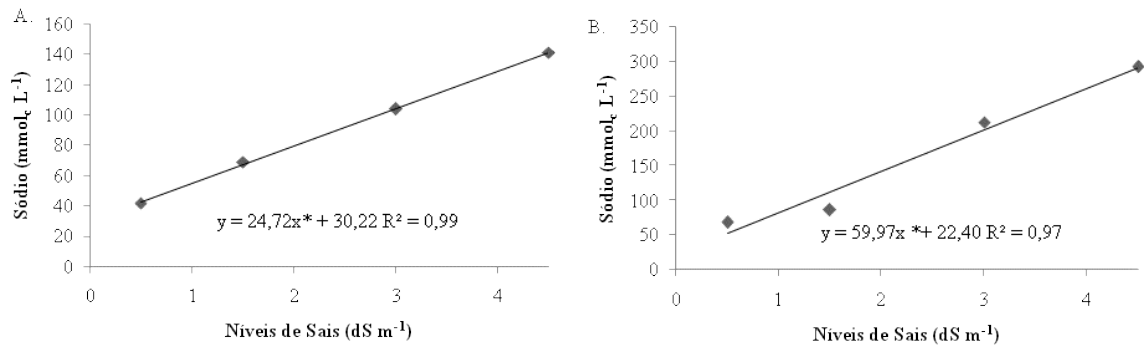 A.
Sódio (mmolc L-1)
160
140
120
100
80
60
40
20
0
y = 24,72x* + 30,22 R² = 0,99
0 1 2 3 4
Níveis de Sais (dS m-1)
B.
Sódio (mmolc L-1)
350
300
250
200
150
100
50
0
y = 59,97x *+ 22,40 R² = 0,97
0 1 2 3 4
Níveis de Sais (dS m-1)